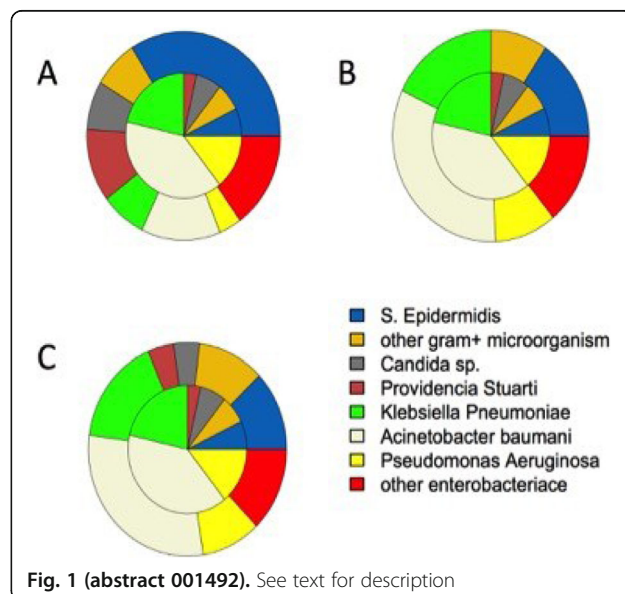 A
B
C
S. Epidermidis
other gram+ microorganism
Candida sp.
Providencia Stuarti
Klebsiella Pneumoniae
Acinetobacter baumani
Pseudomonas Aeruginosa
other enterobacteriace
Fig. 1 (abstract 001492). See text for description